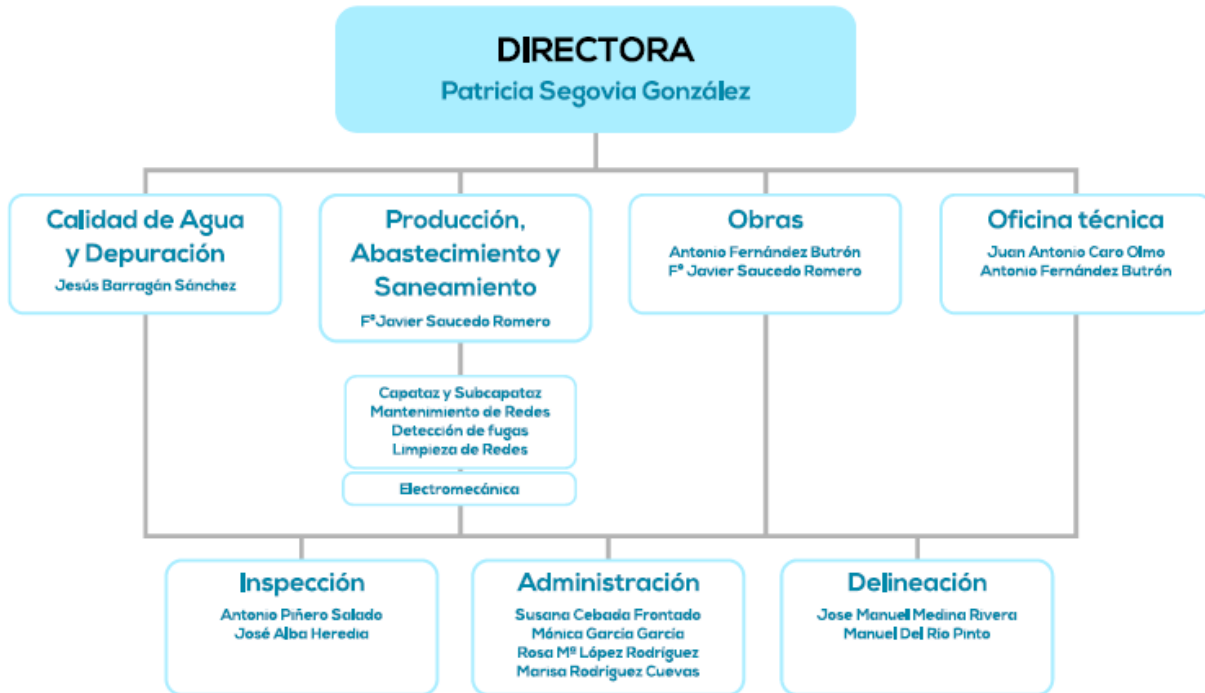 DIRECTORA
Patricia Segovia González
Calidad de Agua
y Depuración
Jesús Barragán Sánchez
Producción,
Abastecimiento y
Saneamiento
Fº Javier Saucedo Romero
Obras
Antonio Fernández Butrón
Fº Javier Saucedo Romero
Oficina técnica
Juan Antonio Caro Olmo
Antonio Fernández Butrón
Capataz y Subcapataz
Mantenimiento de Redes
Detección de fugas
Limpieza de Redes
Electromecánica
Inspección
Antonio Piñero Salado
José Alba Heredia
Administración
Susana Cebada Frontado
Mónica García García
Rosa Mª López Rodríguez
Marisa Rodríguez Cuevas
Delineación
Jose Manuel Medina Rivera
Manuel Del Río Pinto